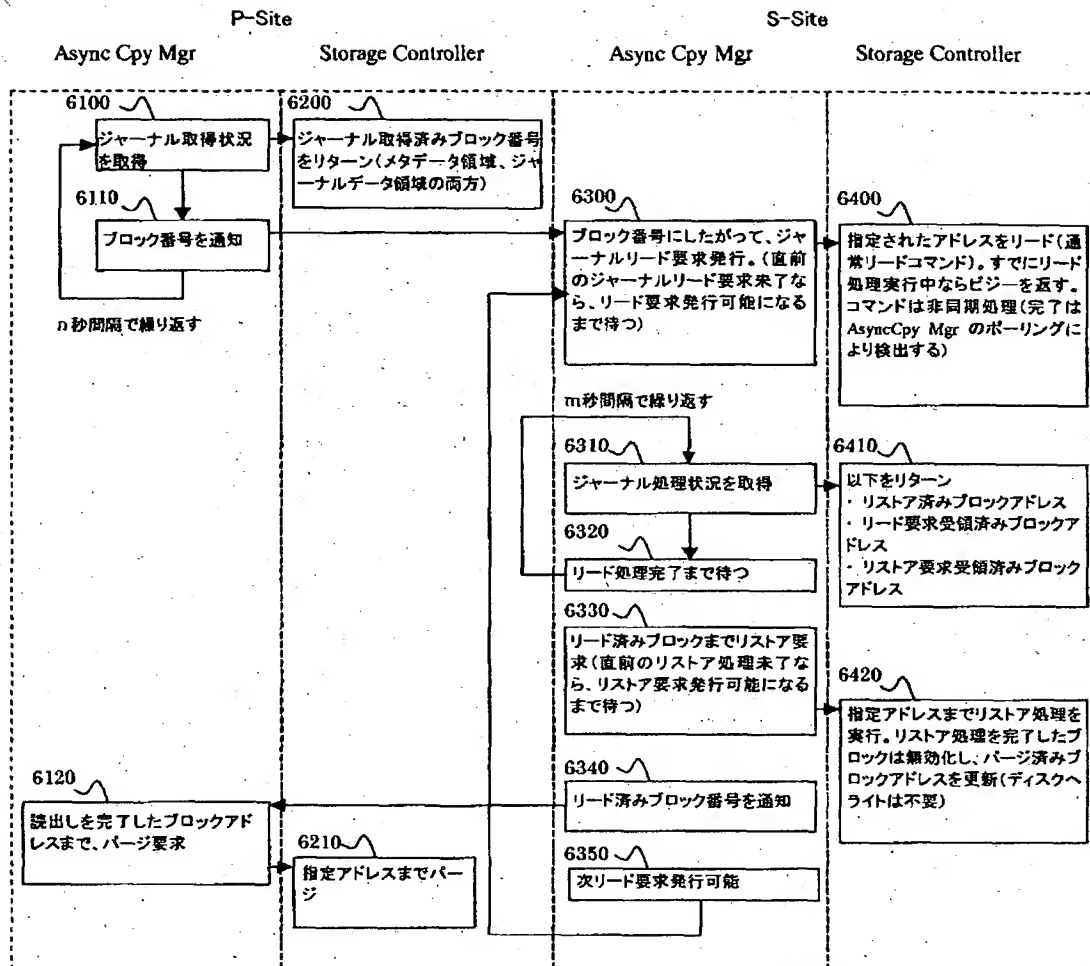 P-Site
S-Site
Async Cpy Mgr
Storage Controller
Async Cpy Mgr
Storage Controller
6100
ジャーナル取得状況
を取得
6110
ブロック番号を通知
n秒間隔で繰り返す
6200
ジャーナル取得済みブロック番号
をリターン(メタデータ領域、ジャ
ーナルデータ領域の両方)
6300
ブロック番号にしたがって、ジャ
ーナルリード要求発行。(直前
のジャーナルリード要求未了な
ら、リード要求発行可能になる
まで待つ)
6400
指定されたアドレスをリード(通
常リードコマンド)。すでにリード
処理実行中ならビジーを返す。
コマンドは非同期処理(完了は
AsyncCpy Mgr のポーリングに
より検出する)
m秒間隔で繰り返す
6310
ジャーナル処理状況を取得
6320
リード処理完了まで待つ
6410
以下をリターン
・ リストア済みブロックアドレス
・ リード要求受領済みブロックア
ドレス
・ リストア要求受領済みブロック
アドレス
6330
リード済みブロックまでリストア要
求(直前のリストア処理未了な
ら、リストア要求発行可能になる
まで待つ)
6420
指定アドレスまでリストア処理を
実行。リストア処理を完了したブ
ロックは無効化し、パージ済みブ
ロックアドレスを更新(ディスクへ
ライトは不要)
6340
リード済みブロック番号を通知
6120
読出しを完了したブロックアド
レスまで、パージ要求
6210
指定アドレスまでパー
ジ
6350
次リード要求発行可能